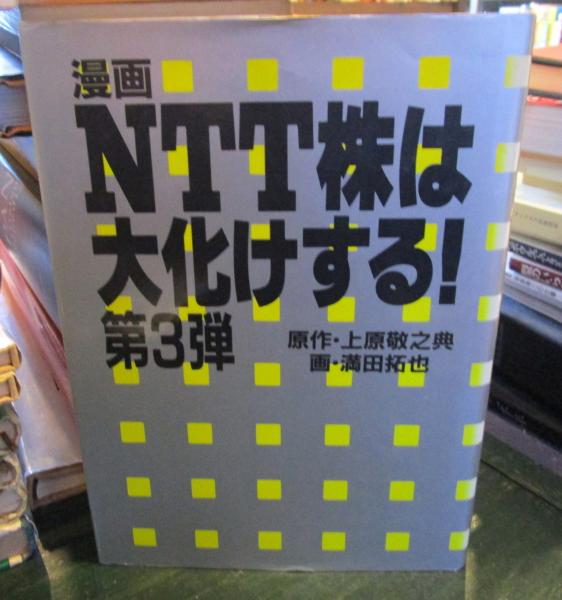 漫画
NTT株は
大化けする!
第3弾
原作・上原敬之典
画・満田拓也